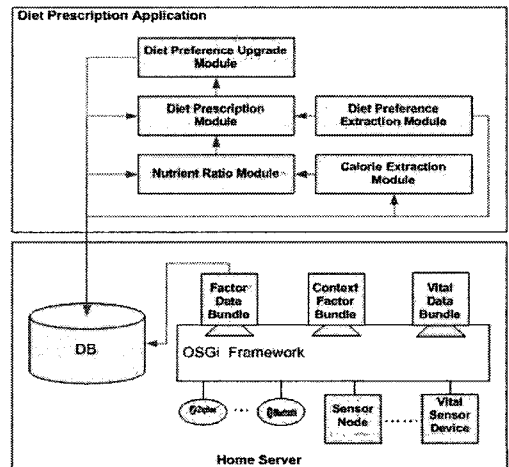 Diet Prescription Application
Diet Preference Upgrade
Module
Diet Prescription
Module
Diet Preference
Extraction Module
Nutrient Ratio Module
Calorie Extraction
Module
Factor
Data
Bundle
Context
Factor
Bundle
Vital
Data
Bundle
DB
OSGi Framework
Sensor
Node
Vital
Sensor
Device
Home Server